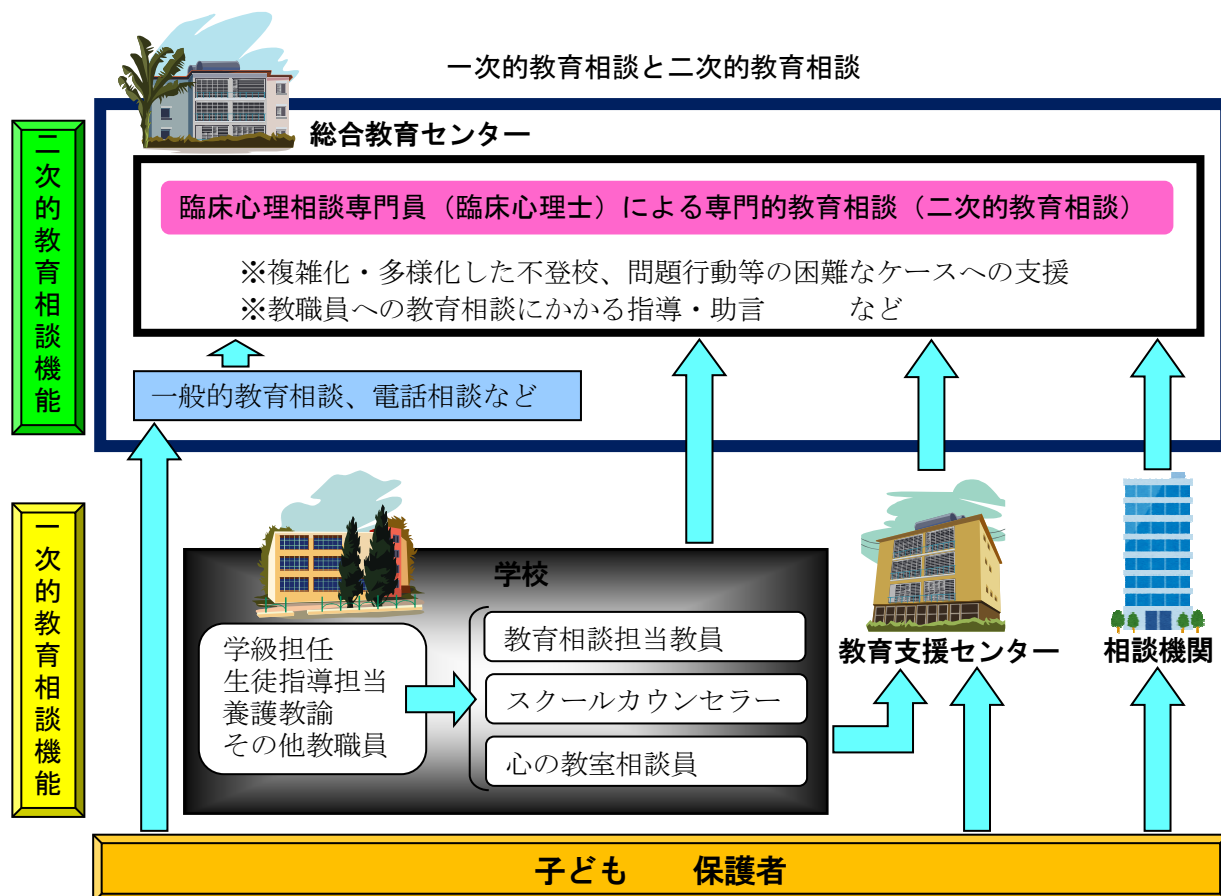 一次的教育相談と二次的教育相談
二次的教育相談機能
総合教育センター
臨床心理相談専門員（臨床心理士）による専門的教育相談（二次的教育相談）
※複雑化・多様化した不登校、問題行動等の困難なケースへの支援
※教職員への教育相談にかかる指導・助言　　　など
一般的教育相談、電話相談など
一次的教育相談機能
学校
学級担任
生徒指導担当
養護教諭
その他教職員
教育相談担当教員
スクールカウンセラー
心の教室相談員
教育支援センター
相談機関
子ども　　保護者